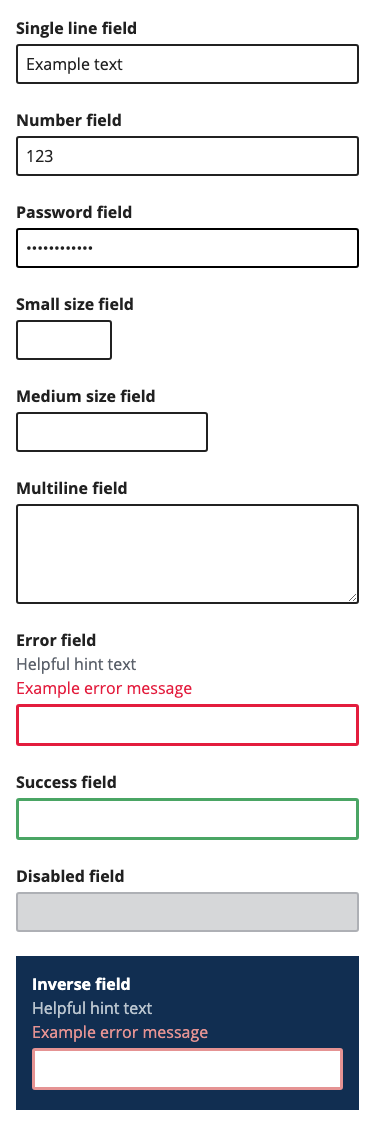 Single line field
Example text
Number field
123
Password field
••••••••••••
Small size field
Medium size field
Multiline field
Error field
Helpful hint text
Example error message
Success field
Disabled field
Inverse field
Helpful hint text
Example error message